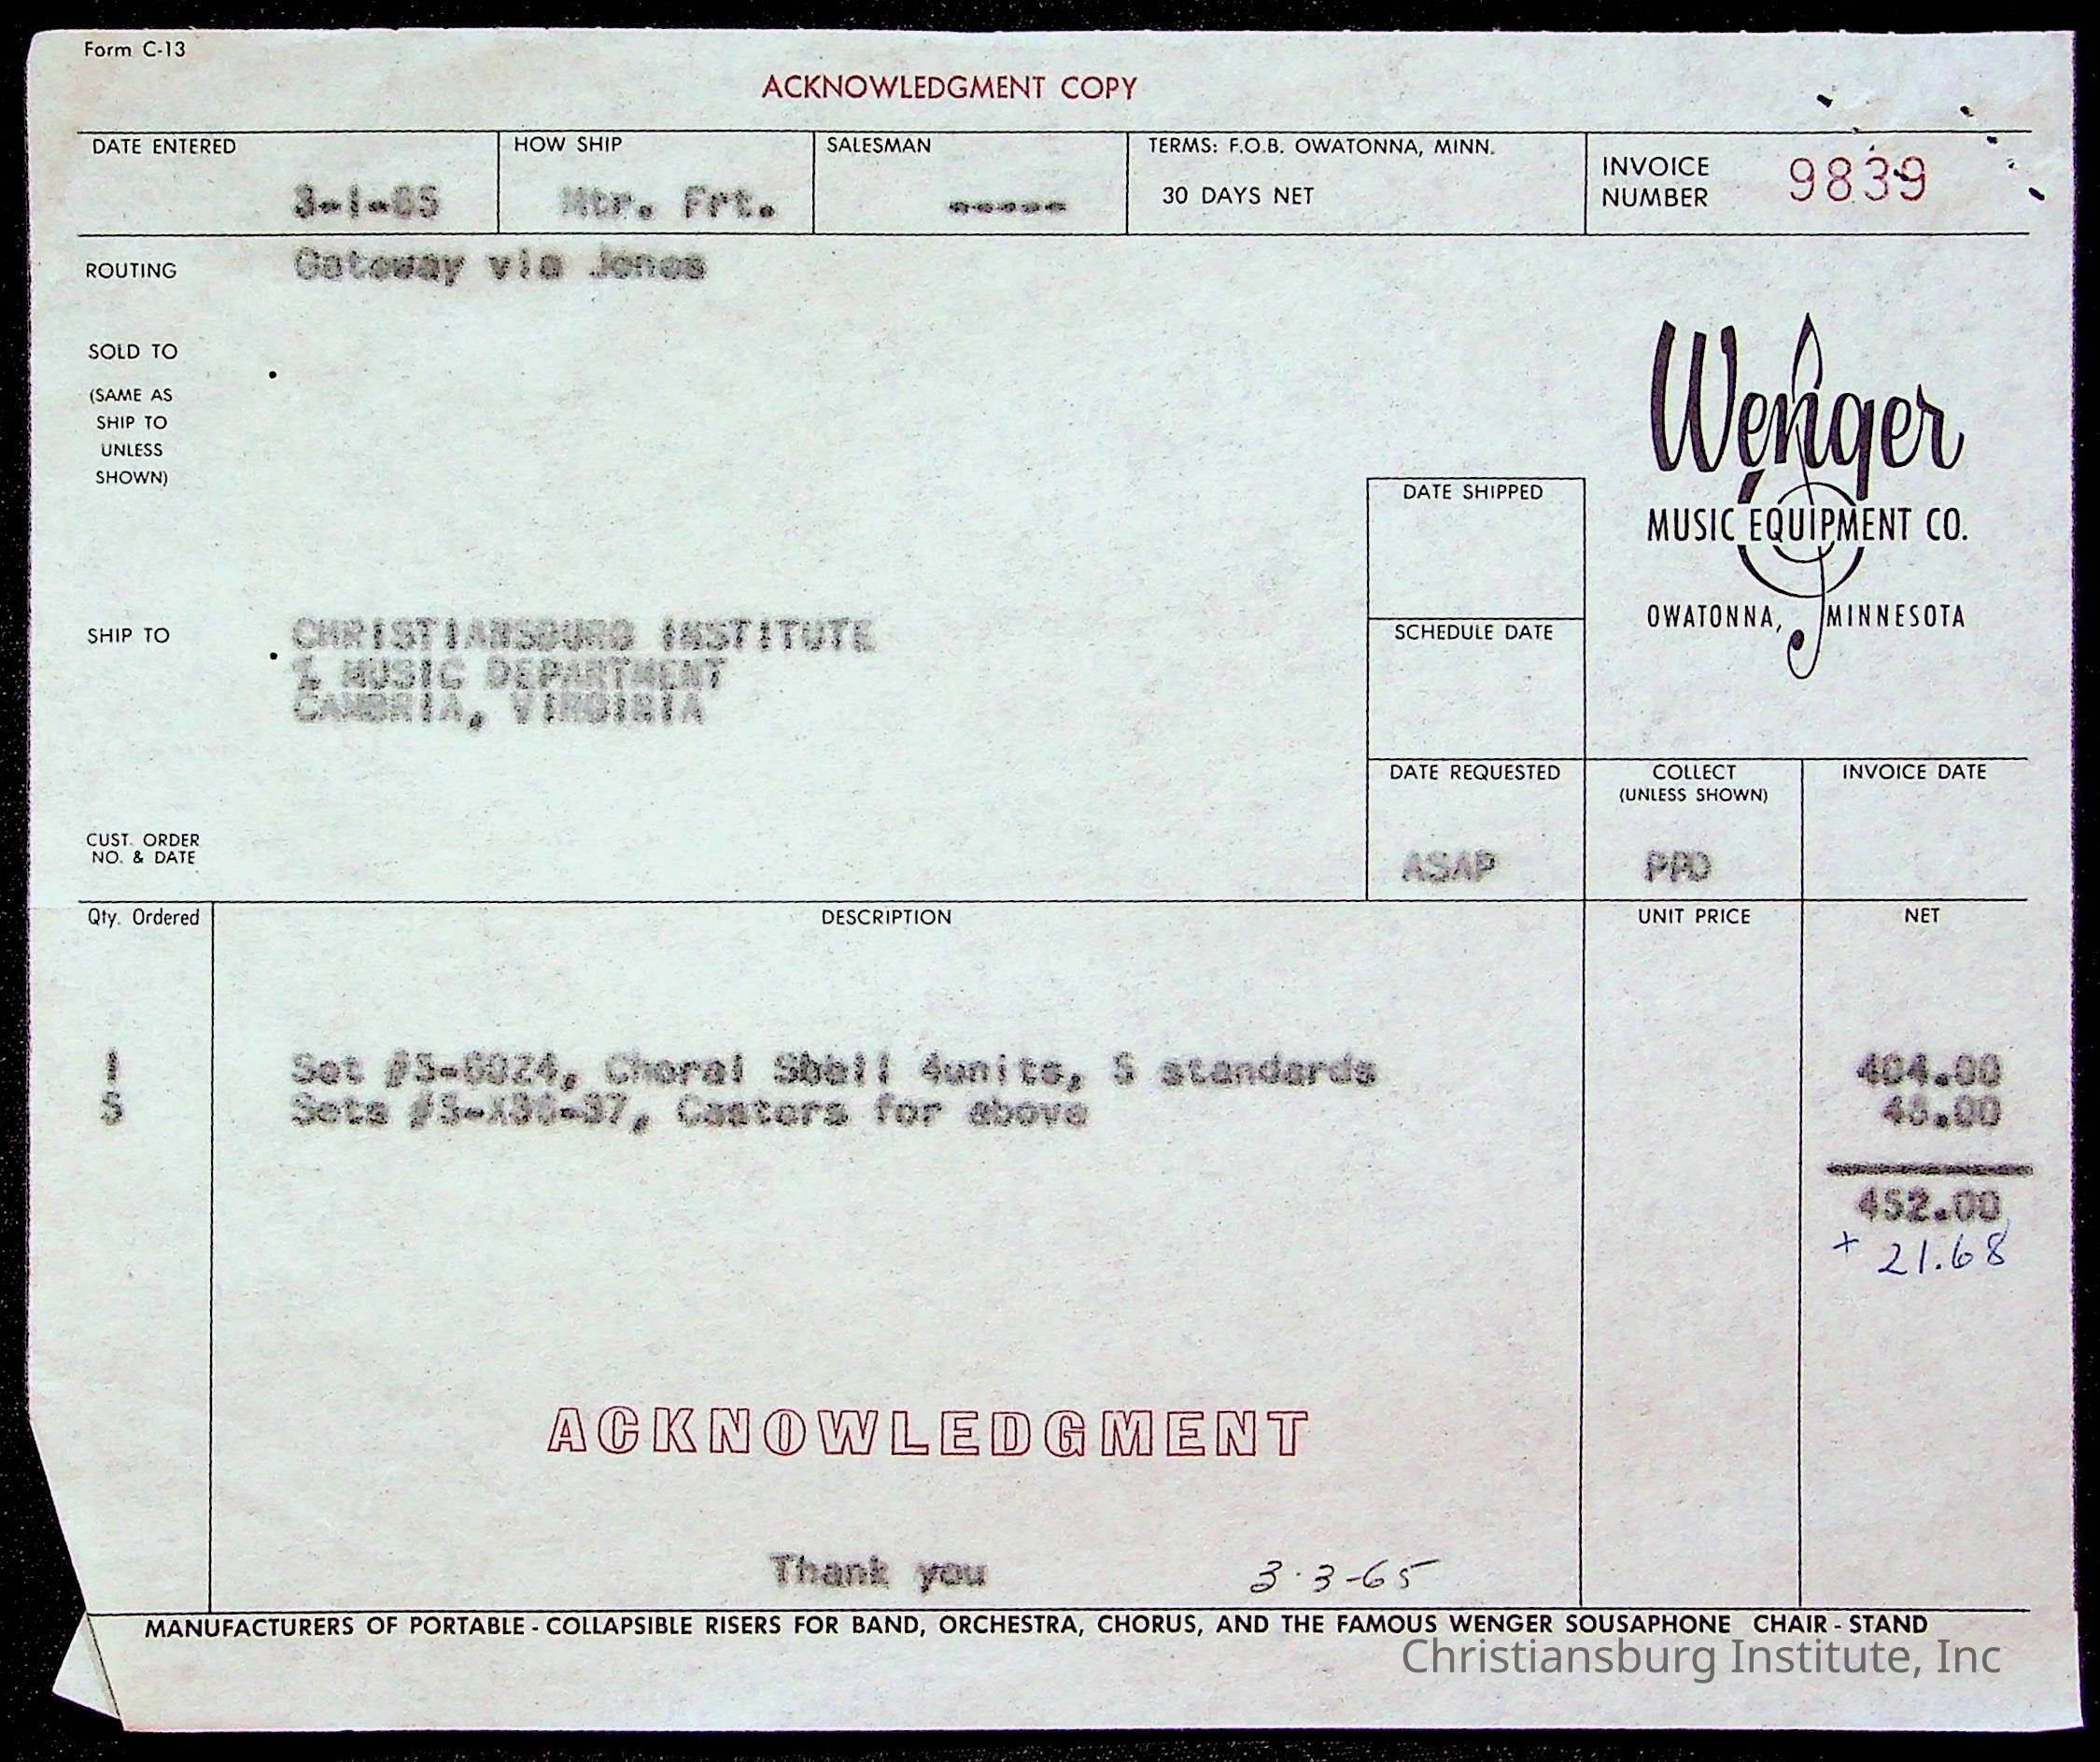 Form C-13
ACKNOWLEDGMENT COPY
DATE ENTERED
3-1-65
HOW SHIP
Mtr. Frt.
SALESMAN
-----
TERMS: F.O.B. OWATONNA, MINN.
30 DAYS NET
INVOICE
NUMBER
9839
ROUTING
Gateway via Jones
SOLD TO
(SAME AS
SHIP TO
UNLESS
SHOWN)
Wenger
MUSIC EQUIPMENT CO.
OWATONNA, MINNESOTA
DATE SHIPPED
SCHEDULE DATE
SHIP TO
CHRISTIANSBURG INSTITUTE
% MUSIC DEPARTMENT
CAMBRIA, VIRGINIA
DATE REQUESTED
ASAP
COLLECT
(UNLESS SHOWN)
PPD
INVOICE DATE
CUST. ORDER
NO. & DATE
Qty. Ordered
DESCRIPTION
UNIT PRICE
NET
1 Set #S-6024, Choral Shell 4units, 5 standards 404.00
5 Sets Castors for above 48.00
452.00
+ 21.68
ACKNOWLEDGMENT
Thank you
3-3-65
MANUFACTURERS OF PORTABLE - COLLAPSIBLE RISERS FOR BAND, ORCHESTRA, CHORUS, AND THE FAMOUS WENGER SOUSAPHONE CHAIR - STAND
Christiansburg Institute, Inc